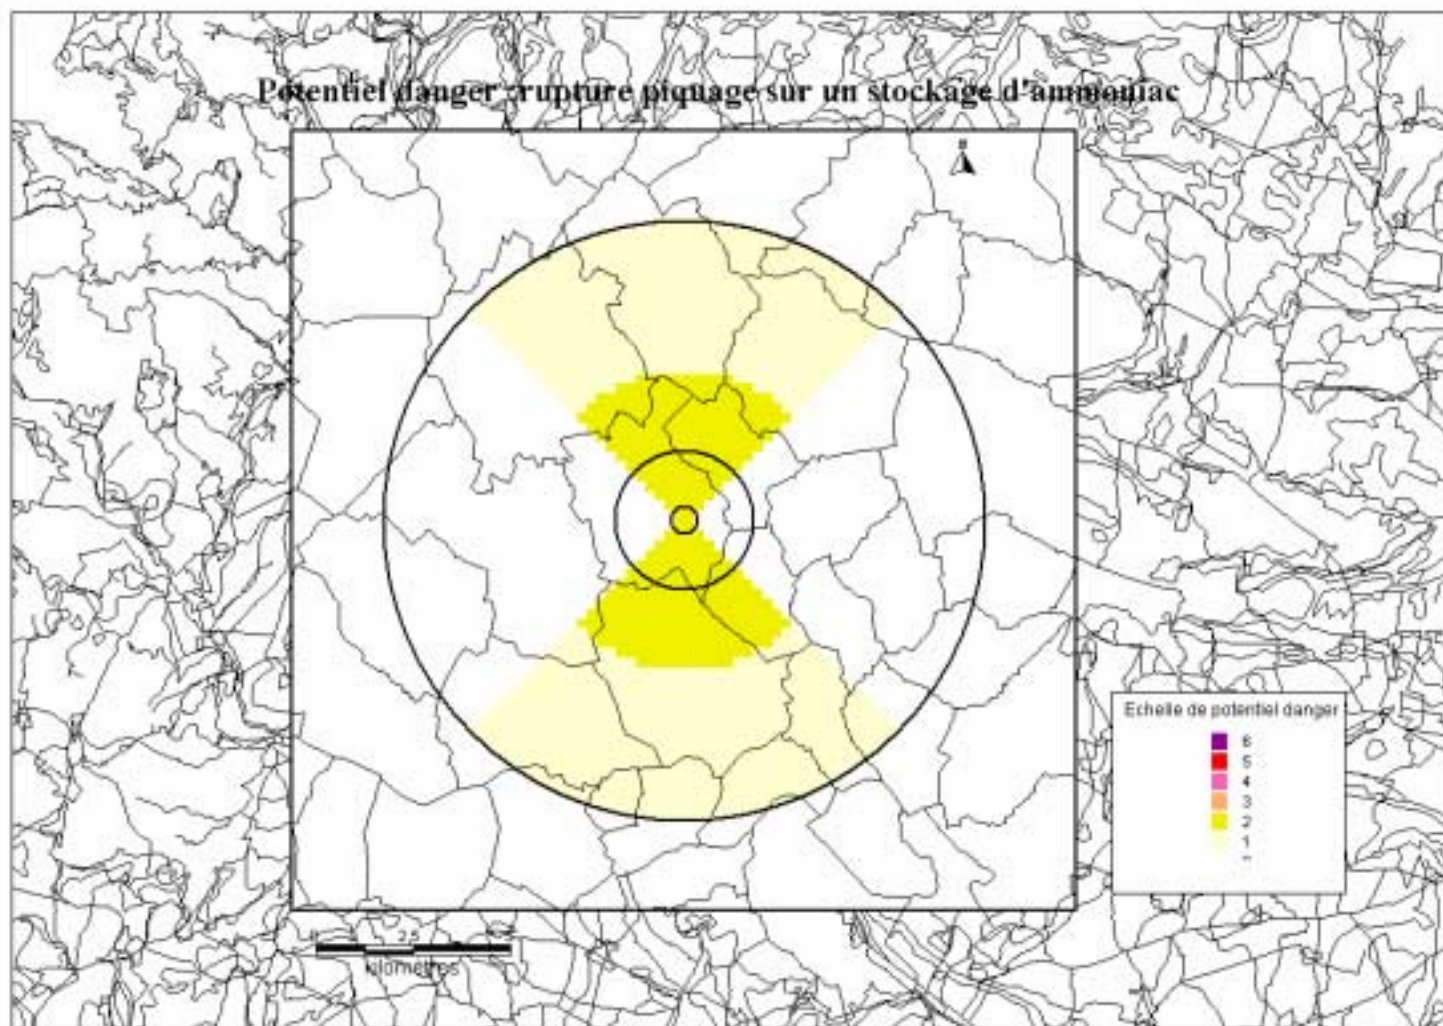 Potentiel danger : rupture piquage sur un stockage d'ammoniac
Echelle de potentiel danger
6
5
4
3
2
1
0 2,5
kilomètres